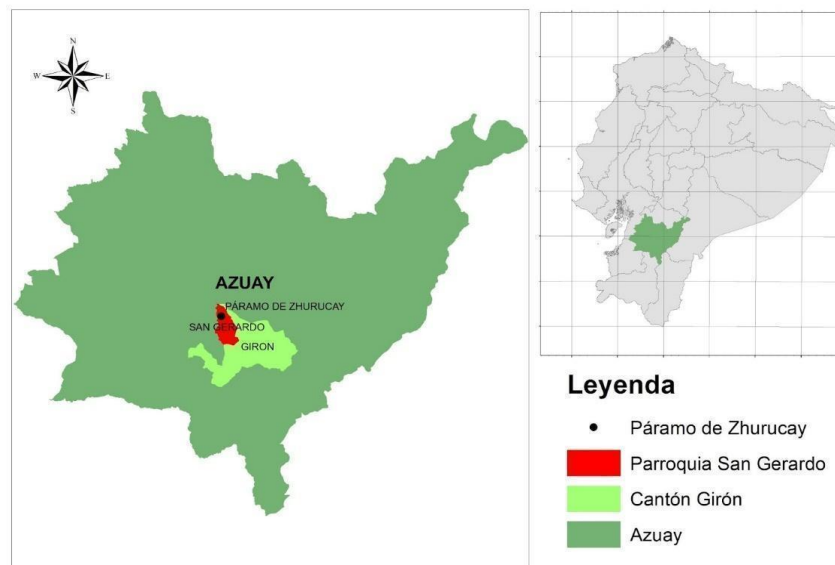 N
W E
S
AZUAY
PÁRAMO DE ZHURUCAY
SAN GERARDO
GIRON
Leyenda
Páramo de Zhurucay
Parroquia San Gerardo
Cantón Girón
Azuay